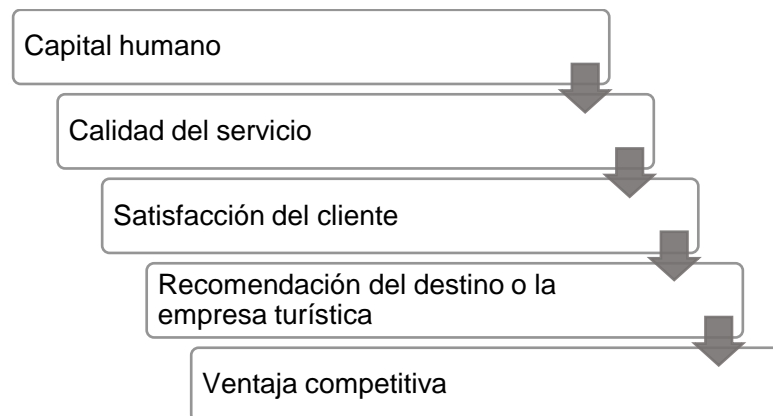 Capital humano
Calidad del servicio
Satisfacción del cliente
Recomendación del destino o la
empresa turística
Ventaja competitiva